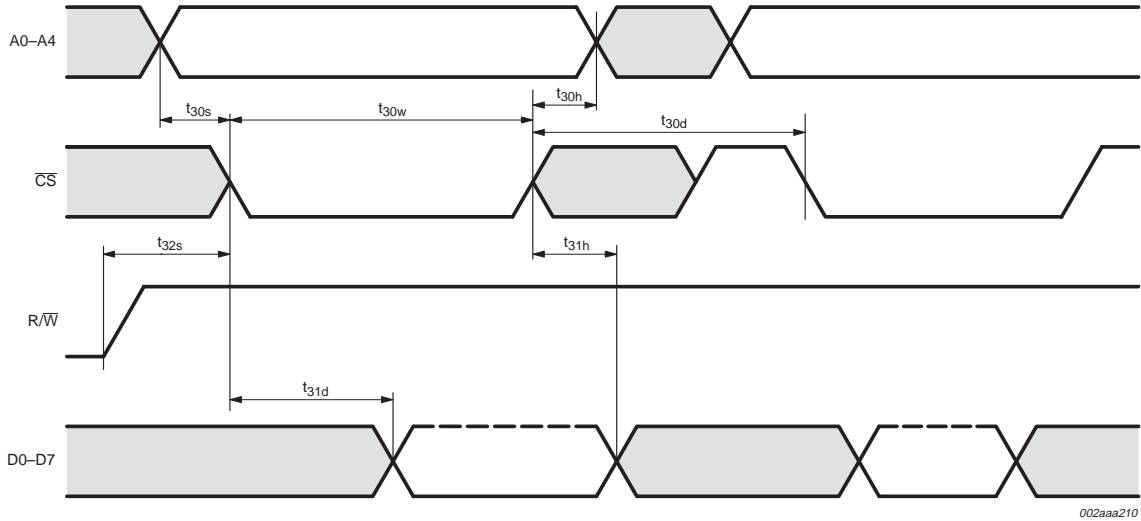 A0–A4
t30s
t30w
t30h
t30d
CS
t32s
t31h
R/W
t31d
D0–D7
002aaa210